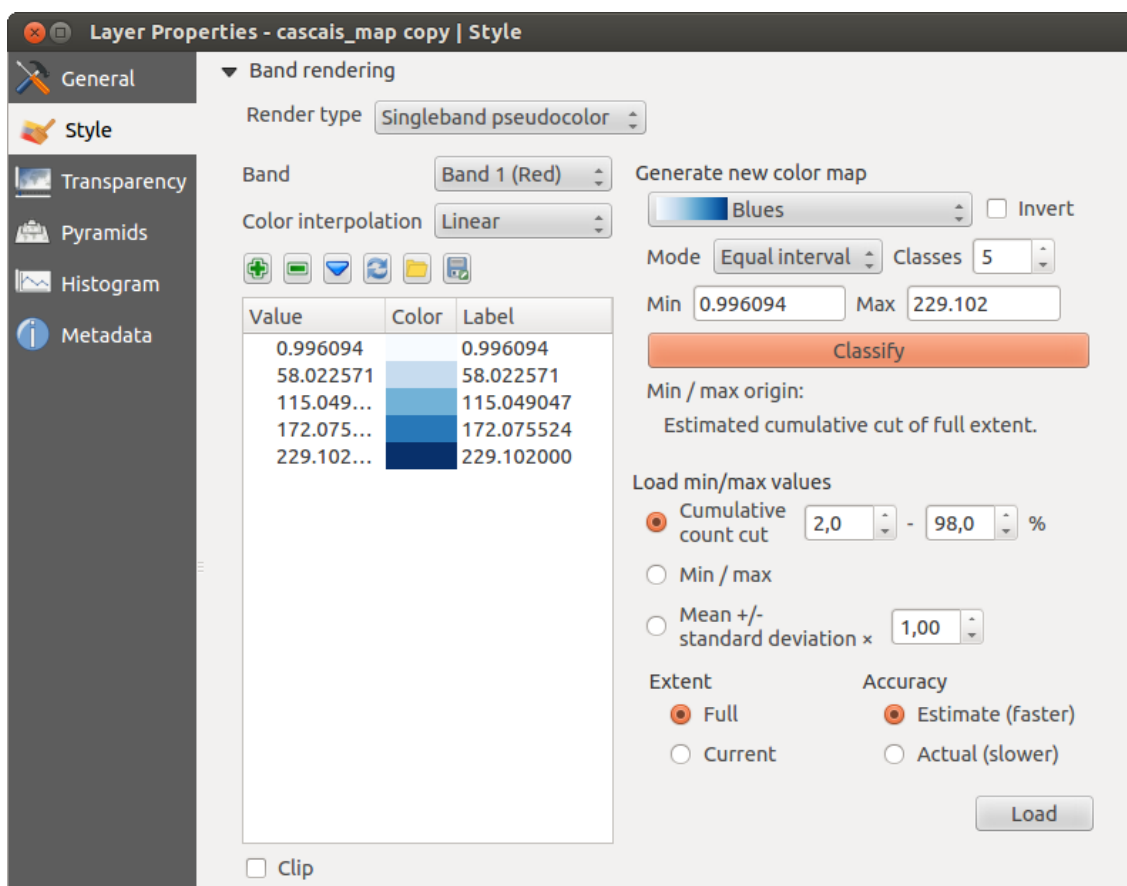 Layer Properties - cascais_map copy | Style
General
Style
Transparency
Pyramids
Histogram
Metadata
Band rendering
Render type Singleband pseudocolor
Band Band 1 (Red)
Color interpolation Linear
Value Color Label
0.996094 0.996094
58.022571 58.022571
115.049... 115.049047
172.075... 172.075524
229.102... 229.102000
Clip
Generate new color map
Blues Invert
Mode Equal interval Classes 5
Min 0.996094 Max 229.102
Classify
Min / max origin:
Estimated cumulative cut of full extent.
Load min/max values
Cumulative
count cut 2,0 - 98,0 %
Min / max
Mean +/-
standard deviation × 1,00
Extent Accuracy
Full Estimate (faster)
Current Actual (slower)
Load